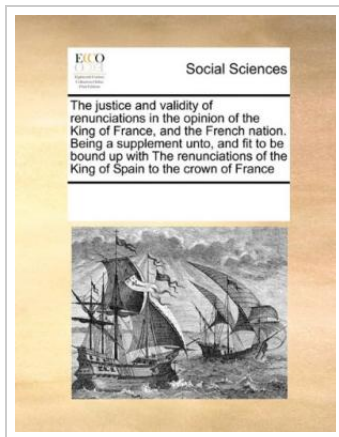 ECCO
Social Sciences
The justice and validity of
renunciations in the opinion of the
King of France, and the French nation.
Being a supplement unto, and fit to be
bound up with The renunciations of the
King of Spain to the crown of France